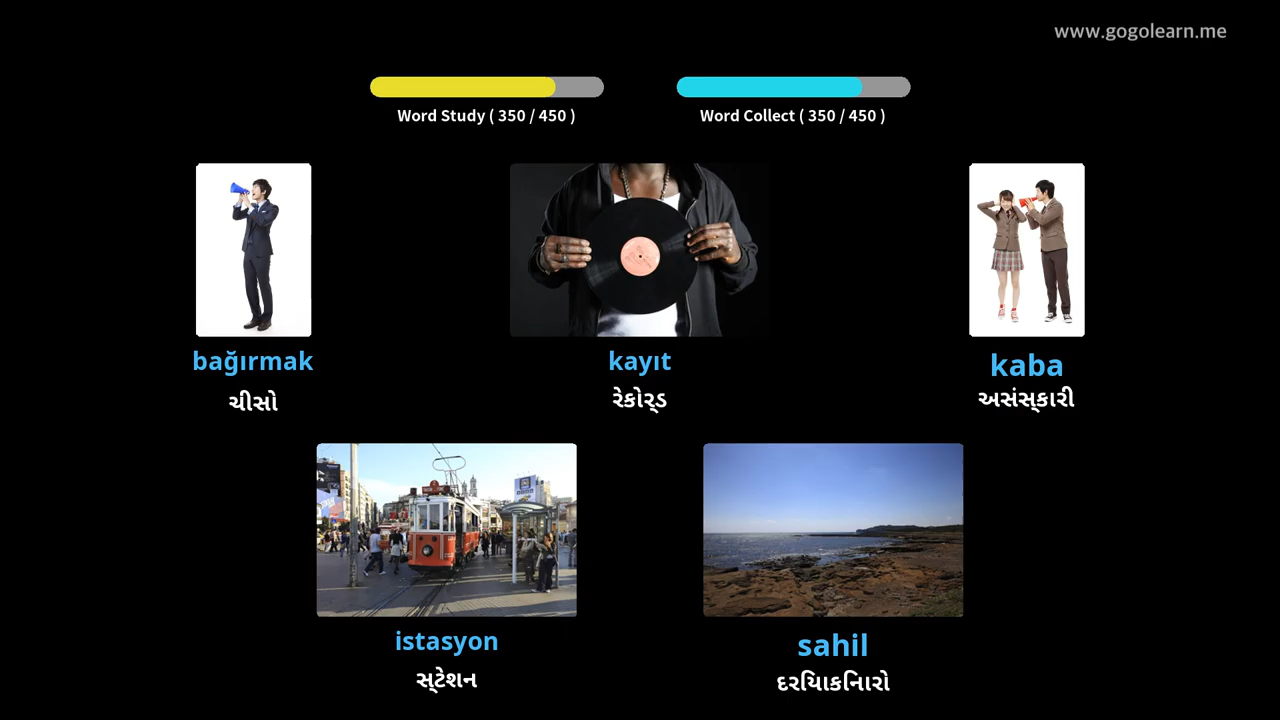 www.gogolearn.me
Word Study ( 350 / 450 )
Word Collect ( 350 / 450 )
bağırmak
ચીસો
kayıt
રેકોર્ડ
kaba
અસંસ્કારી
istasyon
સ્ટેશન
sahil
દરિયાકિનારો